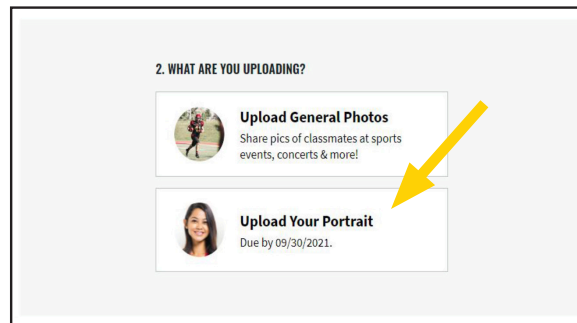 2. WHAT ARE YOU UPLOADING?
Upload General Photos
Share pics of classmates at sports
events, concerts & more!
Upload Your Portrait
Due by 09/30/2021.